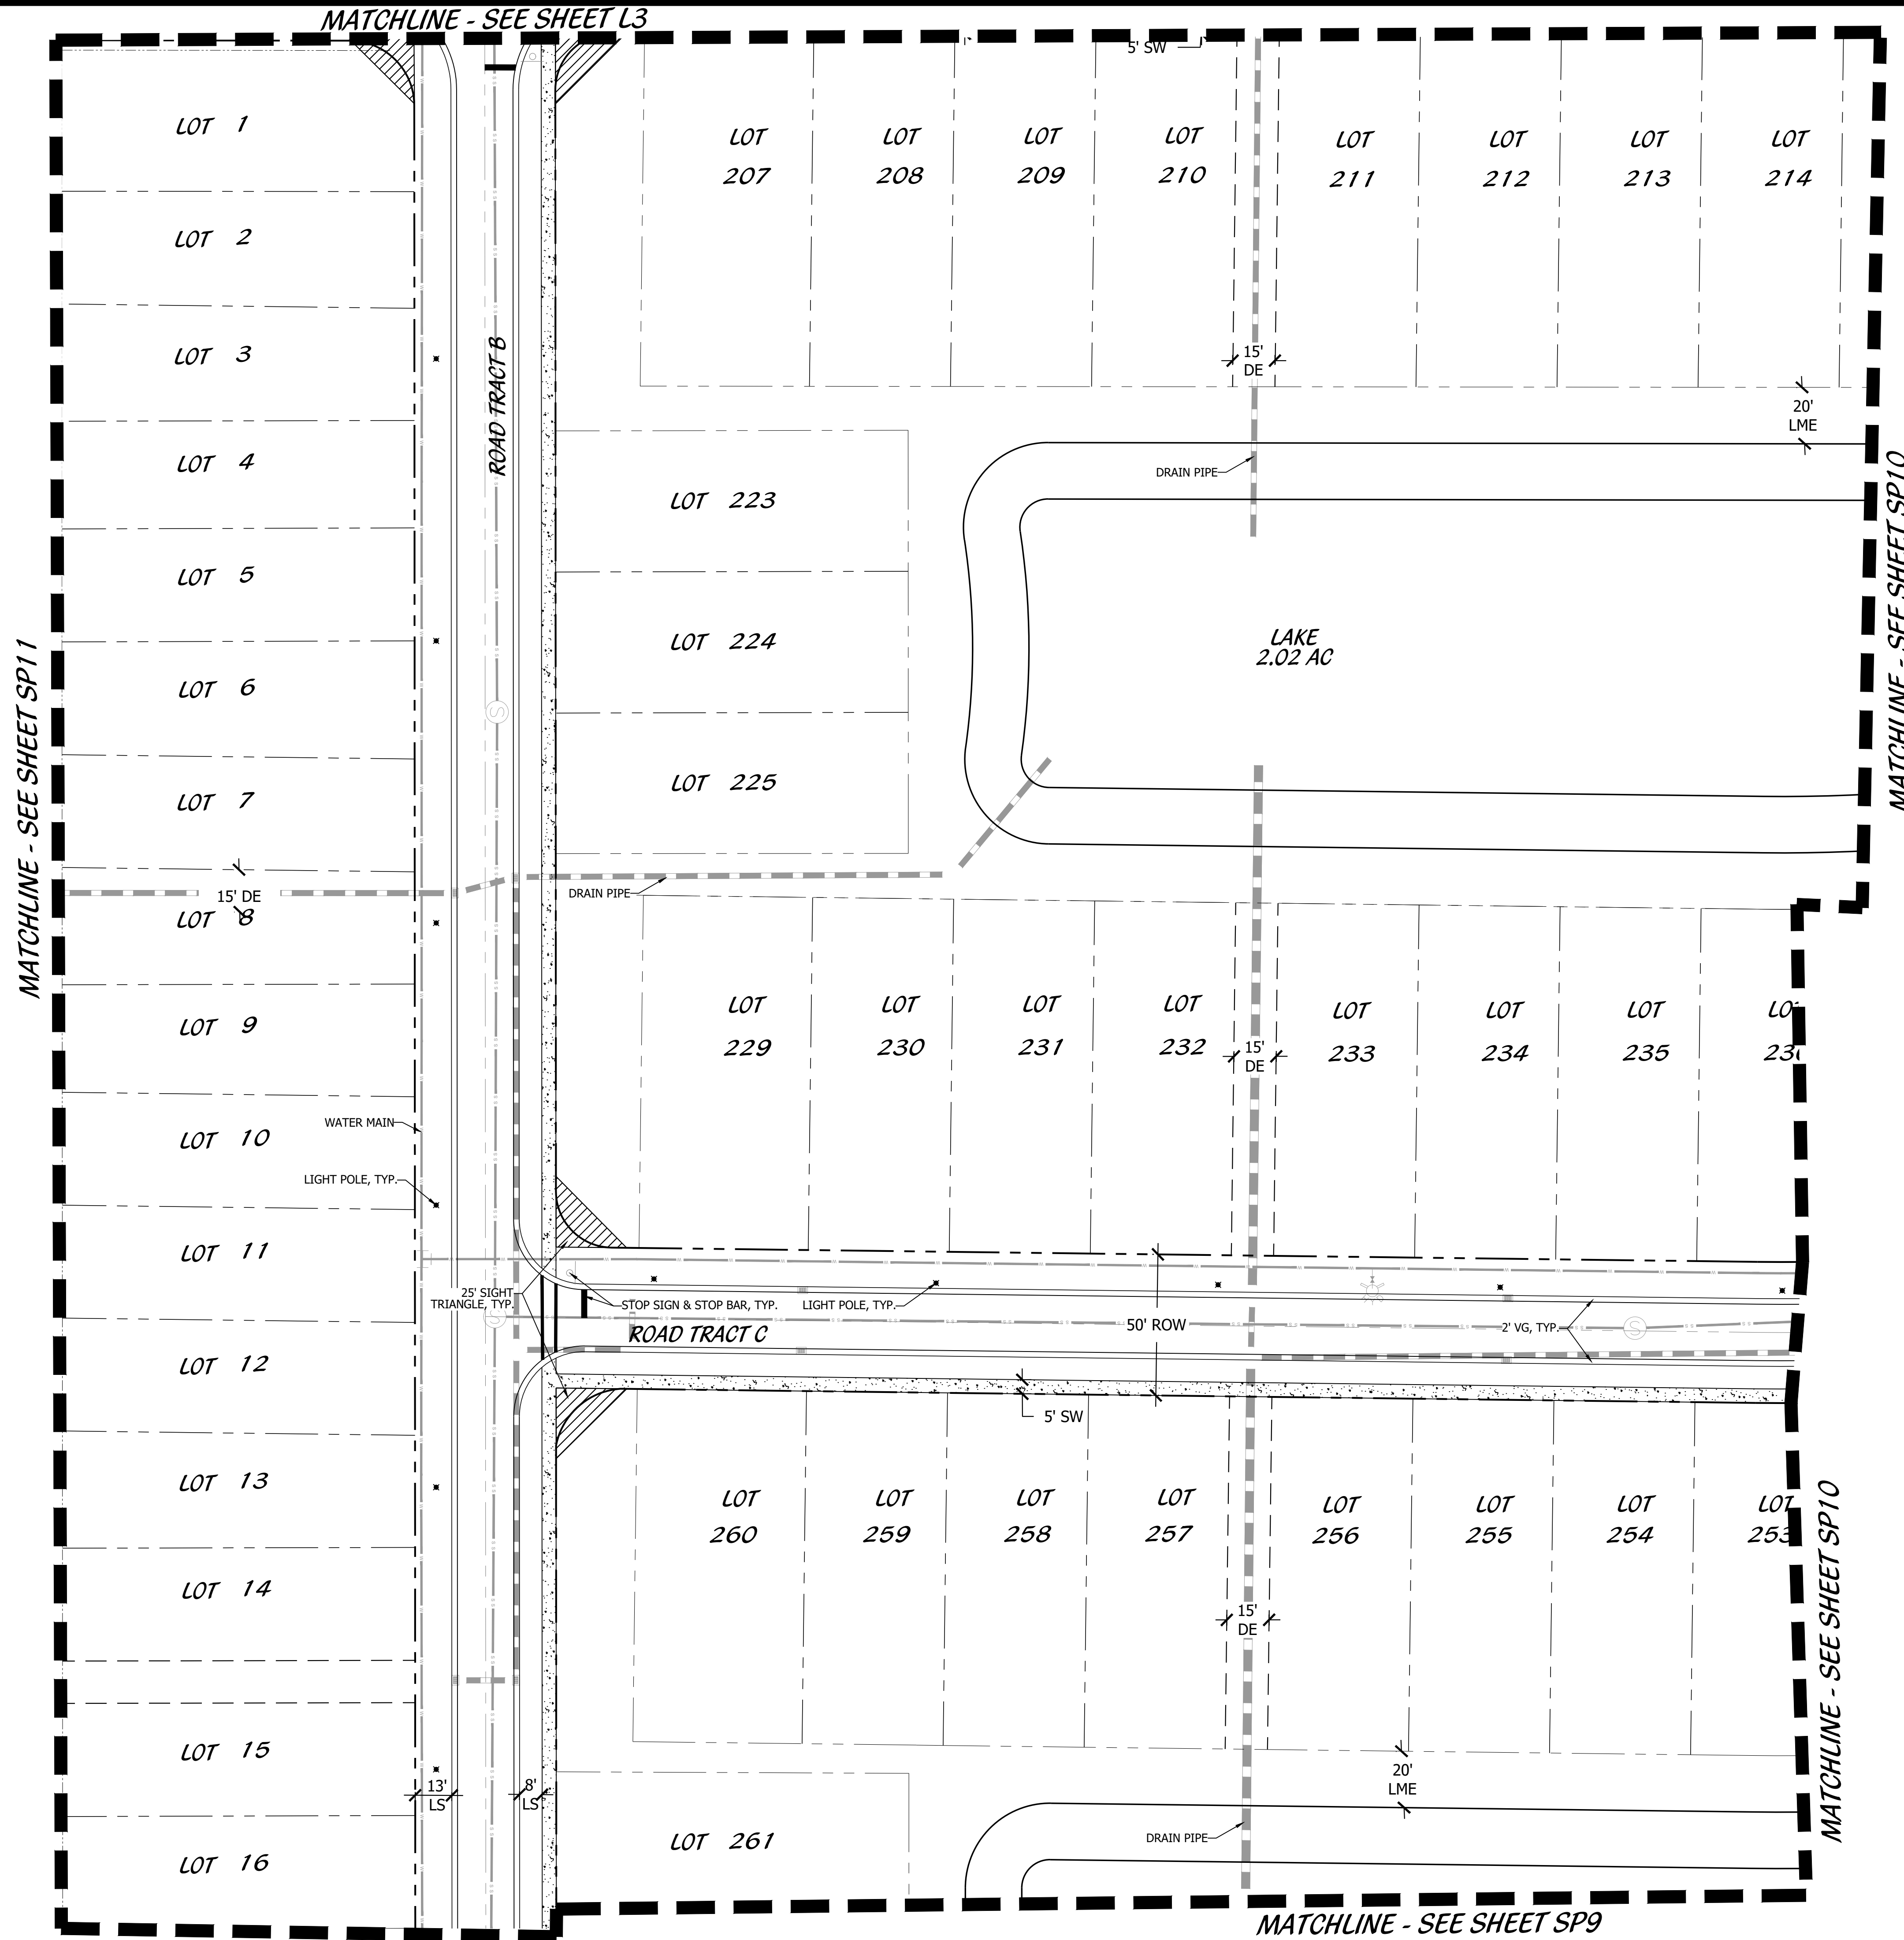 MATCHLINE - SEE SHEET L3
5' SW
LOT 1
LOT 2
LOT 3
LOT 4
LOT 5
LOT 6
LOT 7
15' DE
LOT 8
LOT 9
LOT 10
LOT 11
LOT 12
LOT 13
LOT 14
LOT 15
LOT 16
MATCHLINE - SEE SHEET SP11
ROAD TRACT B
WATER MAIN
LIGHT POLE, TYP.
25' SIGHT
TRIANGLE, TYP.
13'
LS
8'
LS
LOT
207
LOT
208
LOT
209
LOT
210
LOT
211
LOT
212
LOT
213
LOT
214
15'
DE
20'
LME
DRAIN PIPE
LOT 223
LOT 224
LOT 225
LAKE
2.02 AC
MATCHLINE - SEE SHEET SP10
DRAIN PIPE
LOT
229
LOT
230
LOT
231
LOT
232
15'
DE
LOT
233
LOT
234
LOT
235
STOP SIGN & STOP BAR, TYP.
LIGHT POLE, TYP.
ROAD TRACT C
50' ROW
2' VG, TYP.
S
S
S
5' SW
LOT
260
LOT
259
LOT
258
LOT
257
LOT
256
LOT
255
LOT
254
LOT
253
15'
DE
20'
LME
DRAIN PIPE
LOT 261
MATCHLINE - SEE SHEET SP10
MATCHLINE - SEE SHEET SP9